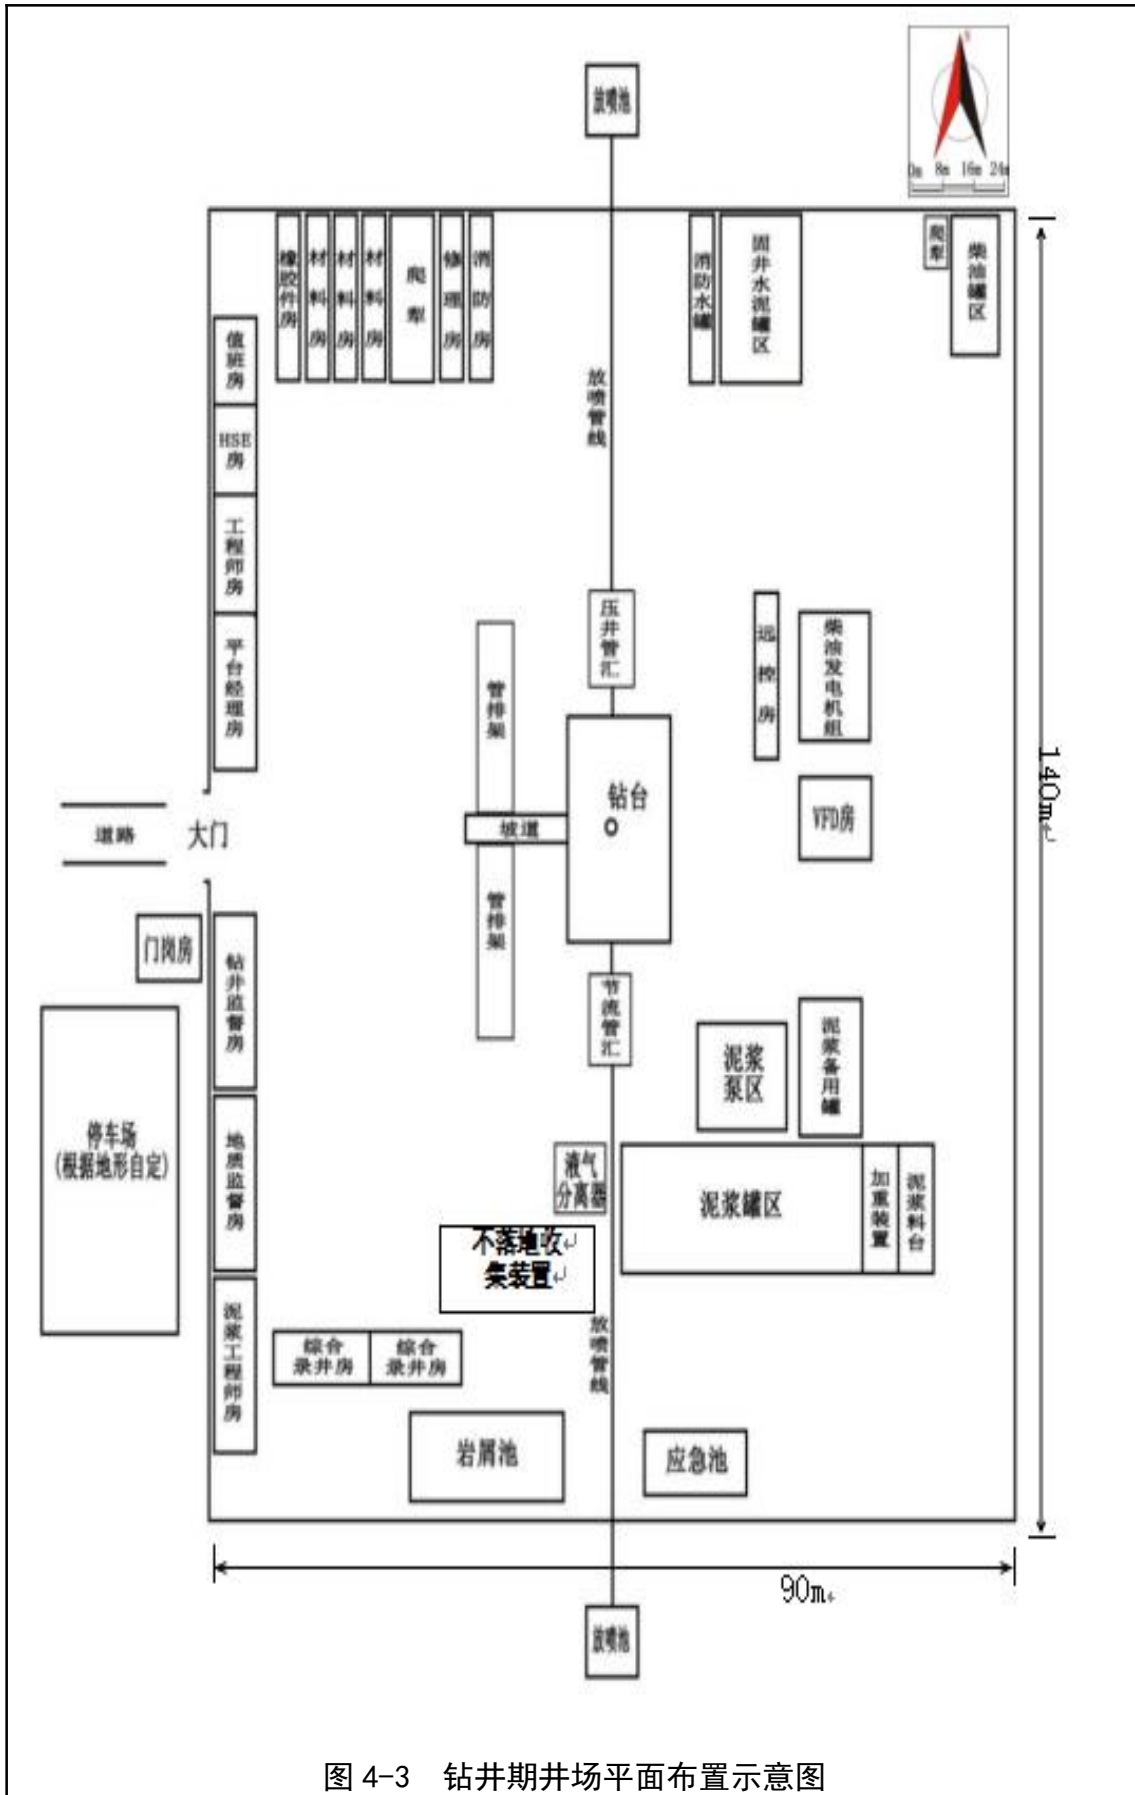 N
0m 8m 16m 24m
放喷池
橡胶件房
材料房
材料房
材料房
爬犁
修理房
消防房
消防水罐
固井水泥罐区
爬犁
柴油罐区
值班房
HSE
房
工程师房
平台经理房
放喷管线
压井管汇
管排架
远控房
柴油发电机组
钻台
坡道
VFD房
140m
道路
大门
门岗房
钻井监督房
管排架
节流管汇
泥浆
泵区
泥浆备用罐
停车场
(根据地形自定)
地质监督房
液气
分离器
泥浆罐区
加重装置
泥浆料台
不落地收
集装置
泥浆工程师房
综合
录井房
综合
录井房
放喷管线
岩屑池
应急池
90m
放喷池
图 4-3 钻井期井场平面布置示意图